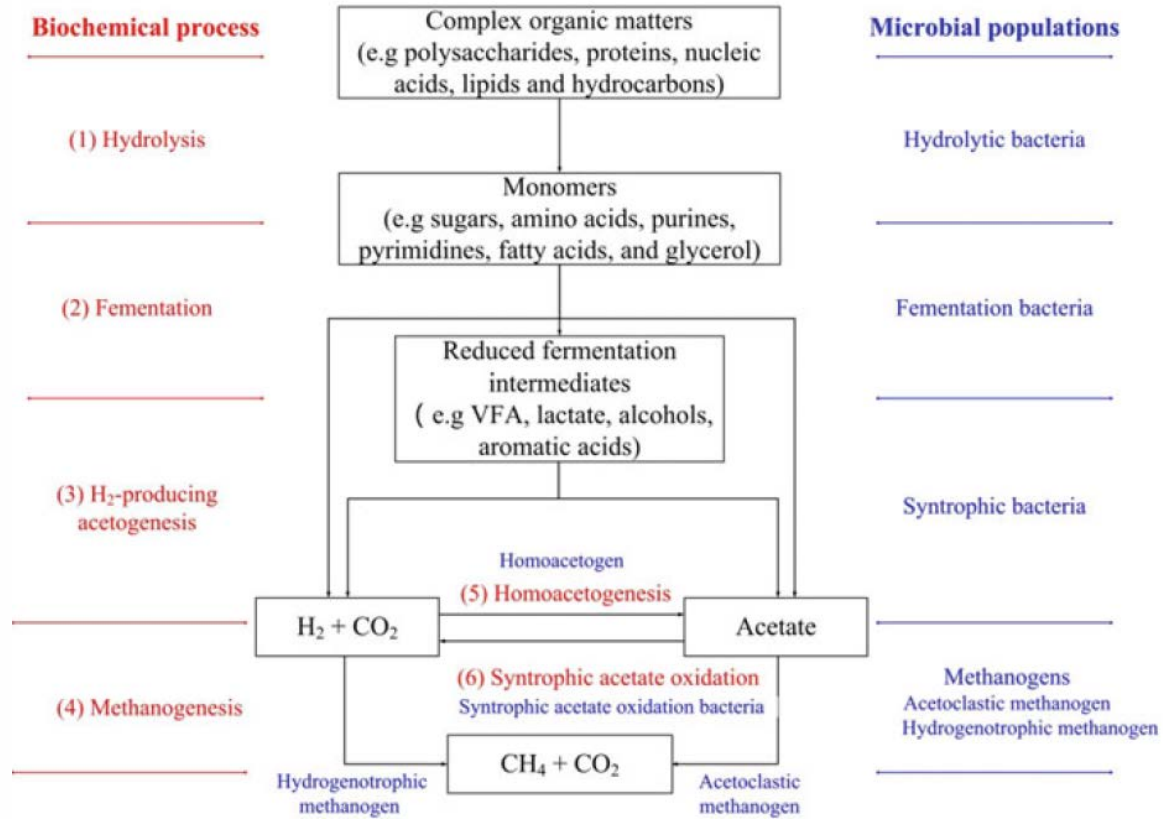 Biochemical process
Complex organic matters
(e.g polysaccharides, proteins, nucleic
acids, lipids and hydrocarbons)
Microbial populations
(1) Hydrolysis
Hydrolytic bacteria
Monomers
(e.g sugars, amino acids, purines,
pyrimidines, fatty acids, and glycerol)
(2) Fementation
Fementation bacteria
Reduced fermentation
intermediates
( e.g VFA, lactate, alcohols,
aromatic acids)
(3) H₂-producing
acetogenesis
Syntrophic bacteria
Homoacetogen
(5) Homoacetogenesis
H₂ + CO₂
Acetate
(6) Syntrophic acetate oxidation
Syntrophic acetate oxidation bacteria
(4) Methanogenesis
Methanogens
Acetoclastic methanogen
Hydrogenotrophic methanogen
CH₄ + CO₂
Hydrogenotrophic
methanogen
Acetoclastic
methanogen